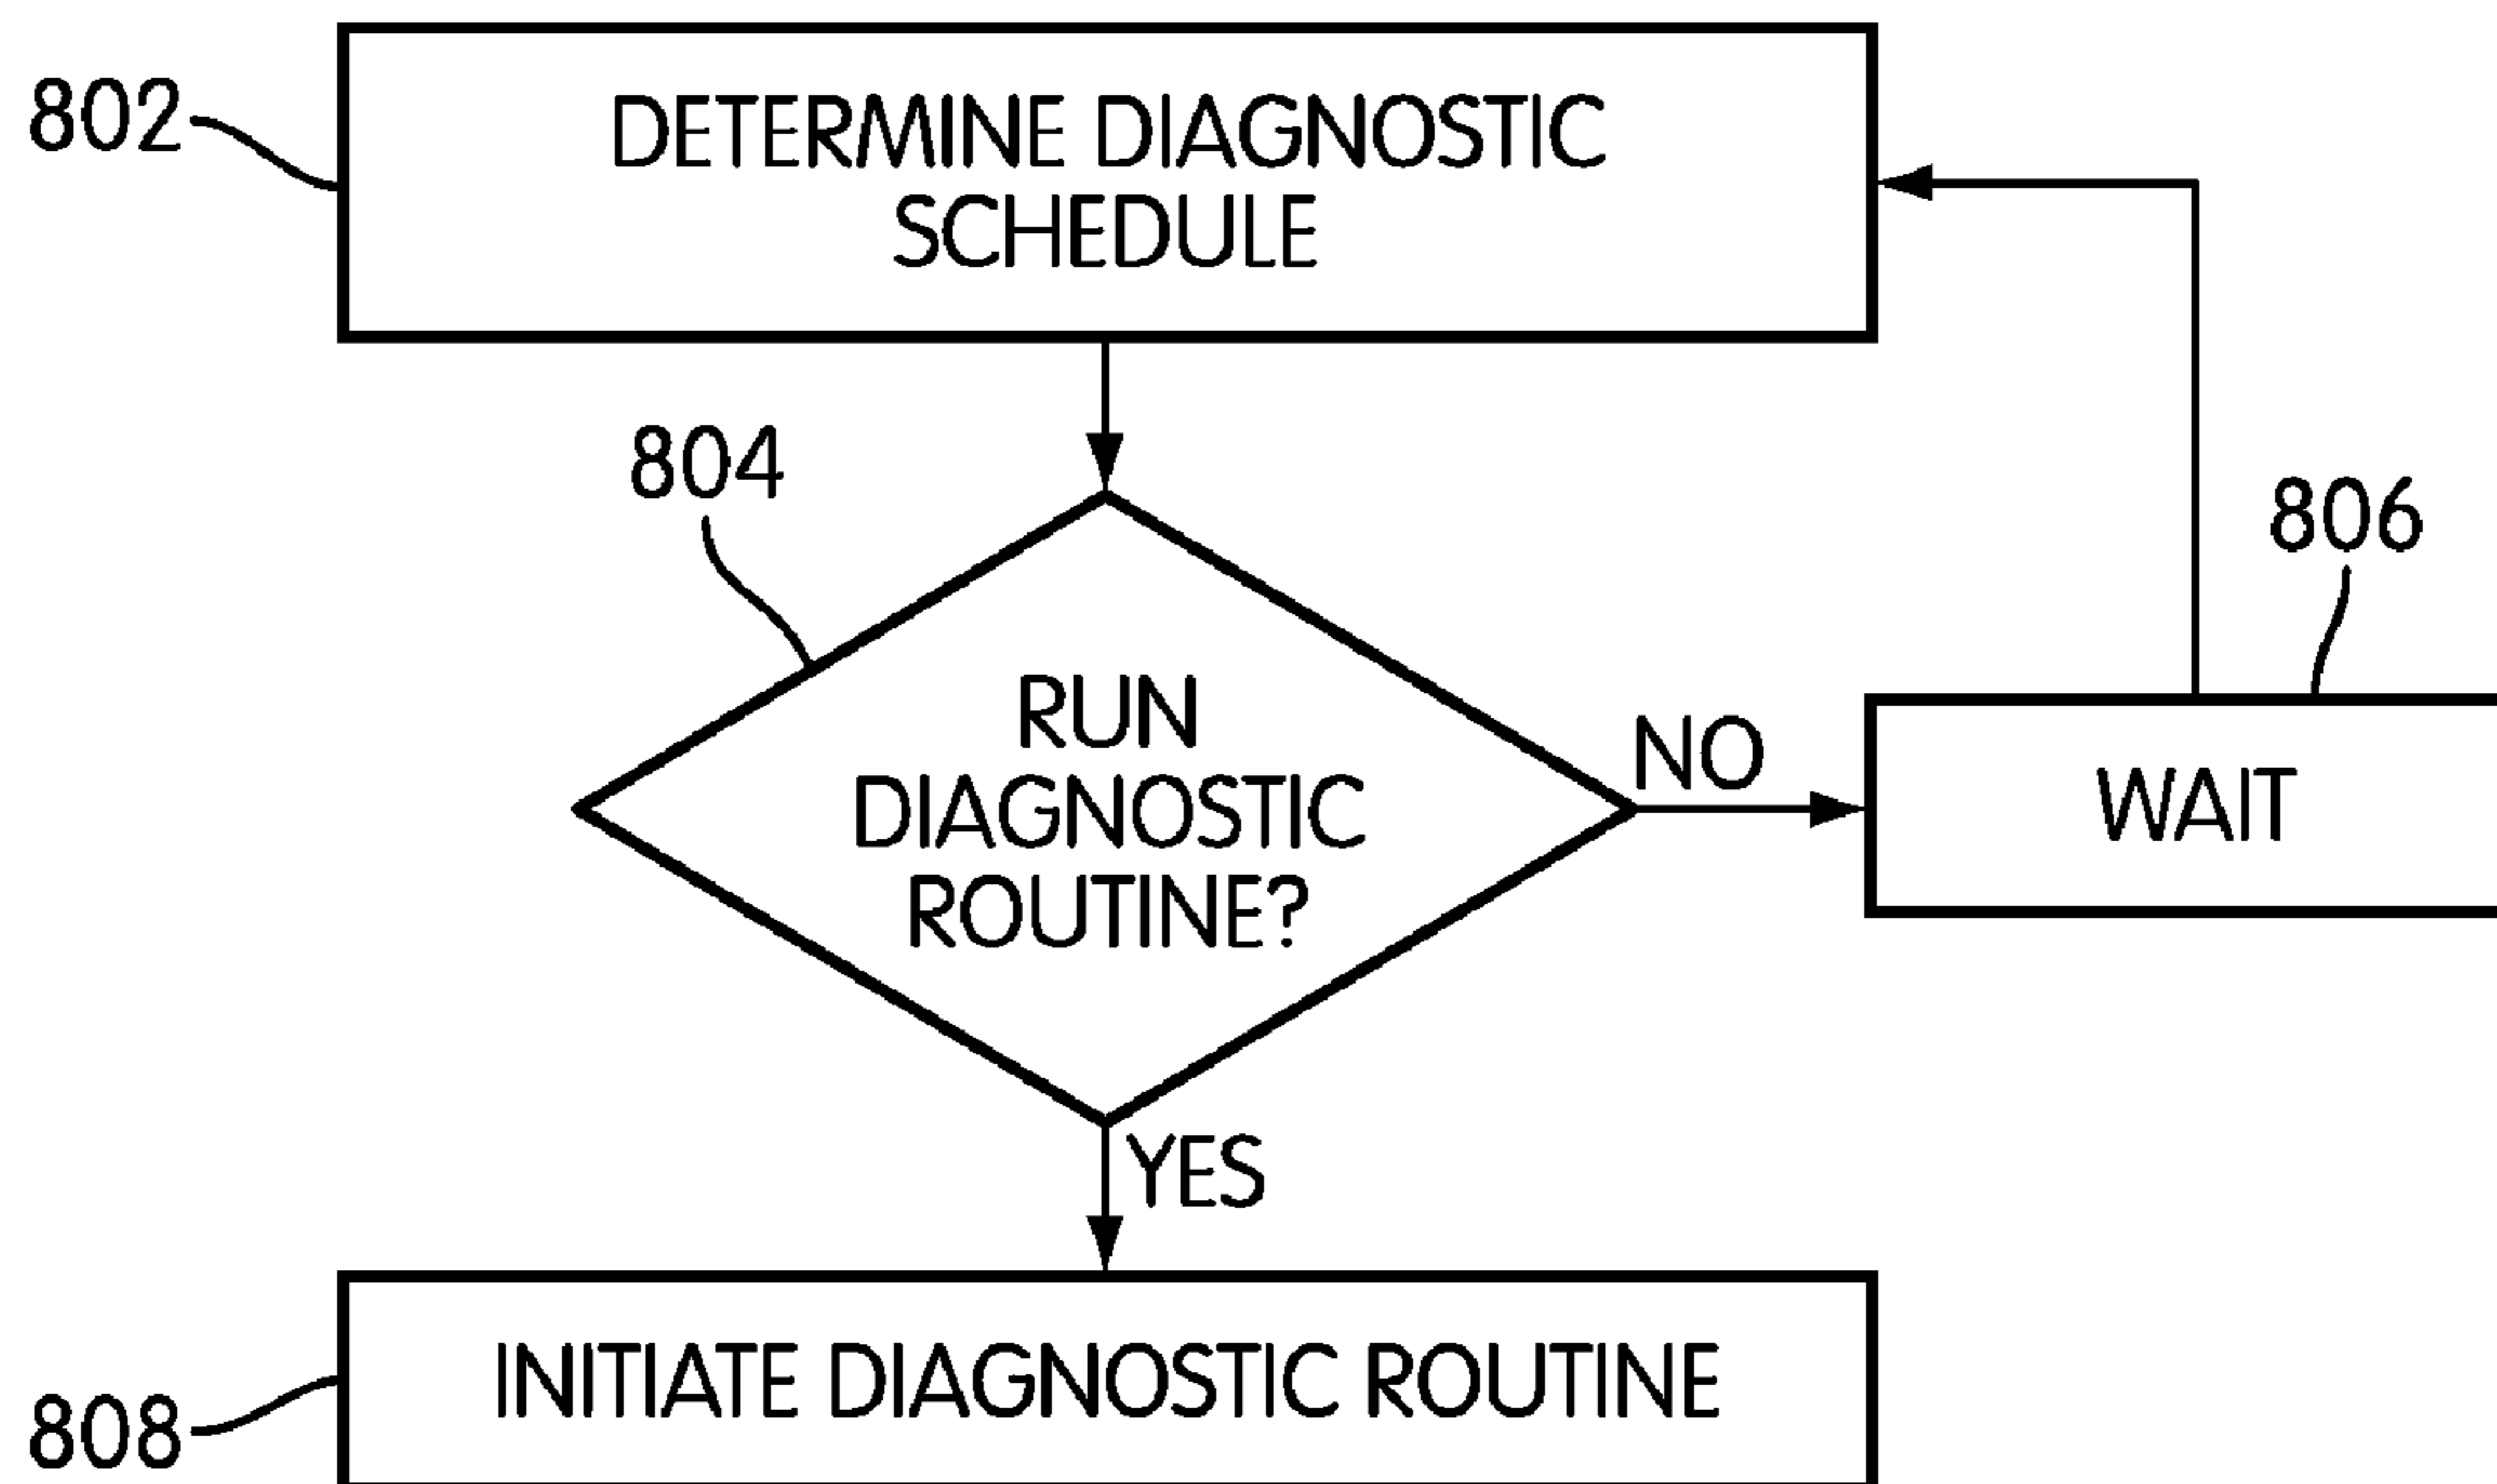 802
DETERMINE DIAGNOSTIC
SCHEDULE
804
806
RUN
DIAGNOSTIC
ROUTINE?
NO
WAIT
YES
INITIATE DIAGNOSTIC ROUTINE
808